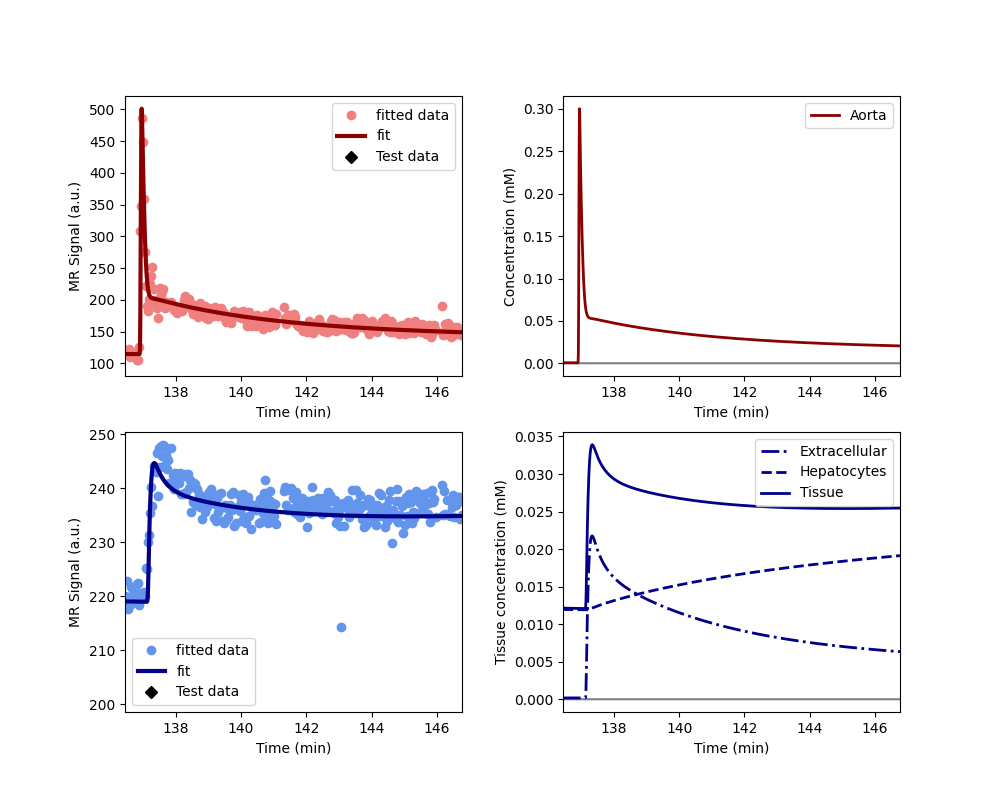 500
450
400
350
300
250
200
150
100
MR Signal (a.u.)
fitted data
fit
Test data
138 140 142 144 146
Time (min)
0.30
0.25
0.20
0.15
0.10
0.05
0.00
Concentration (mM)
Aorta
138 140 142 144 146
Time (min)
250
240
230
220
210
200
MR Signal (a.u.)
fitted data
fit
Test data
138 140 142 144 146
Time (min)
0.035
0.030
0.025
0.020
0.015
0.010
0.005
0.000
Tissue concentration (mM)
Extracellular
Hepatocytes
Tissue
138 140 142 144 146
Time (min)